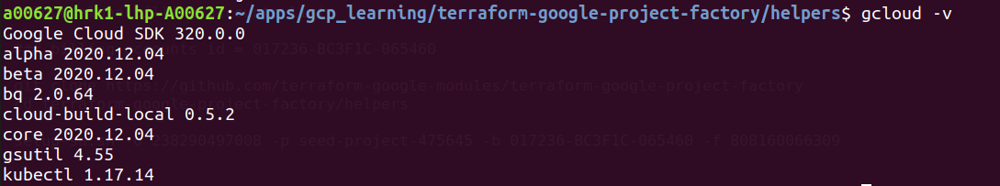 a00627@hrk1-lhp-A00627:~/apps/gcp_learning/terraform-google-project-factory/helpers$ gcloud -v
Google Cloud SDK 320.0.0
alpha 2020.12.04
beta 2020.12.04
bq 2.0.64
cloud-build-local 0.5.2
core 2020.12.04
gsutil 4.55
kubectl 1.17.14